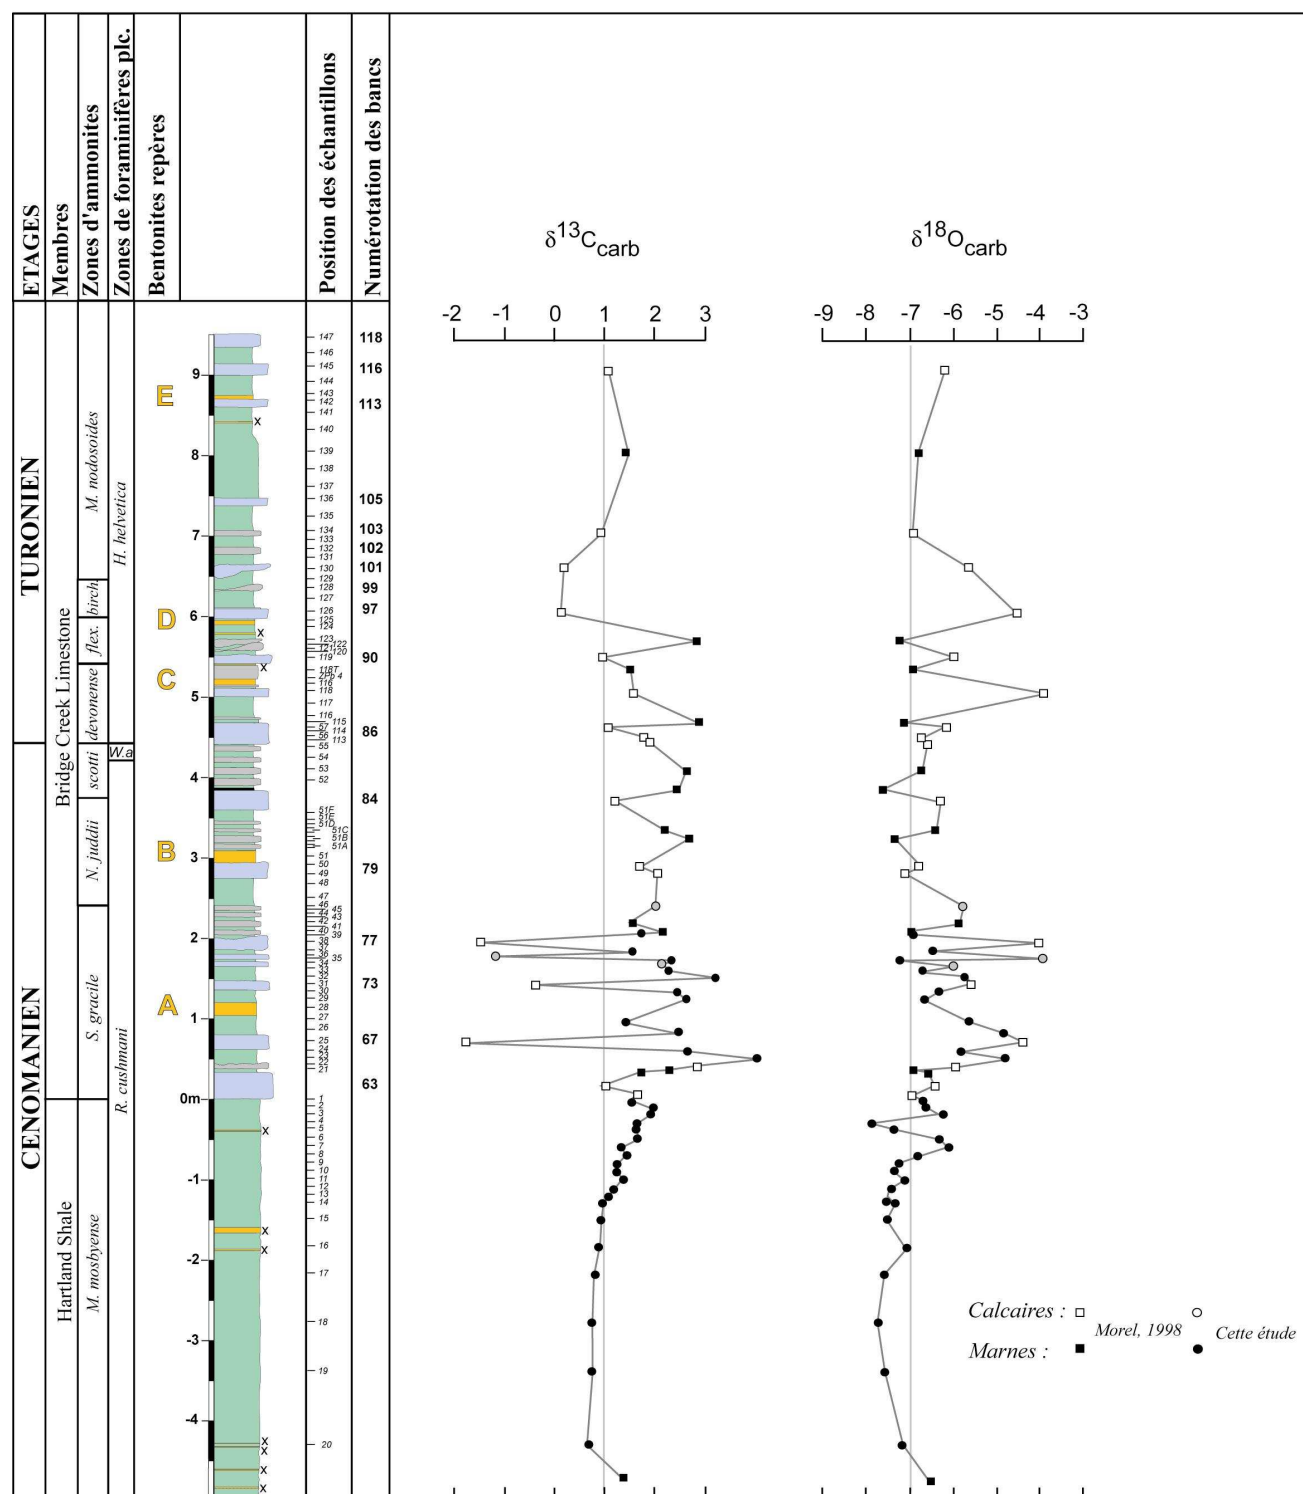 ETAGES
Membres
Zones d'ammonites
Zones de foraminifères plc.
Bentonites repères
Position des échantillons
Numérotation des bancs
δ13Ccarb
δ18Ocarb
-2 -1 0 1 2 3
-9 -8 -7 -6 -5 -4 -3
TURONIEN
CENOMANIEN
Bridge Creek Limestone
Hartland Shale
M. nodosoides
birch.
flex.
devonense
scotti
N. juddii
S. gracile
M. mosbyense
H. helvetica
W.a
R. cushmani
E
D
C
B
A
9
8
7
6
5
4
3
2
1
0m
-1
-2
-3
-4
x
x
x
x
x
x
x
x
x
x
147
146
145
144
143
142
141
140
139
138
137
136
135
134
133
132
131
130
129
128
127
126
125
124
123
122
121
120
119
118T
118
117
116
115
57
114
56
113
55
54
53
52
51F
51E
51D
51C
51B
51A
51
50
49
48
47
46
45
44
43
42
41
40
39
38
37
36
35
34
33
32
31
30
29
28
27
26
25
24
23
22
21
1
2
3
4
5
6
7
8
9
10
11
12
13
14
15
16
17
18
19
20
118
116
113
105
103
102
101
99
97
90
86
84
79
77
73
67
63
Calcaires :
Morel, 1998
Cette étude
Marnes :